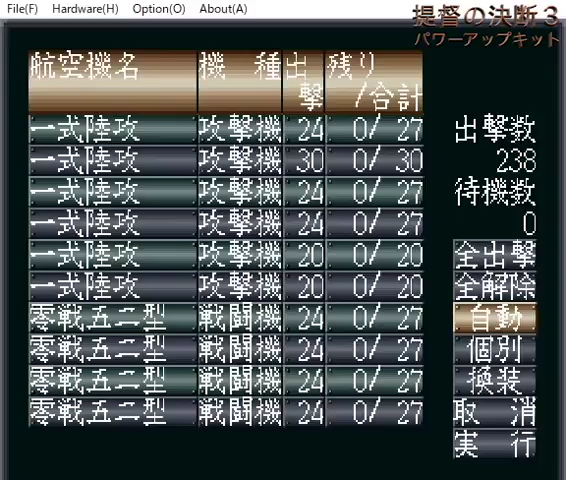 File(F) Hardware(H) Option(O) About(A)
提督の決断3
パワーアップキット
航空機名 機種 出撃 残り/合計
一式陸攻 攻撃機 24 0/ 27
一式陸攻 攻撃機 30 0/ 30
一式陸攻 攻撃機 24 0/ 27
一式陸攻 攻撃機 24 0/ 27
一式陸攻 攻撃機 20 0/ 20
一式陸攻 攻撃機 20 0/ 20
零戦五二型 戦闘機 24 0/ 27
零戦五二型 戦闘機 24 0/ 27
零戦五二型 戦闘機 24 0/ 27
零戦五二型 戦闘機 24 0/ 27
出撃数
238
待機数
0
全出撃
全解除
自動
個別
換装
取消
実行